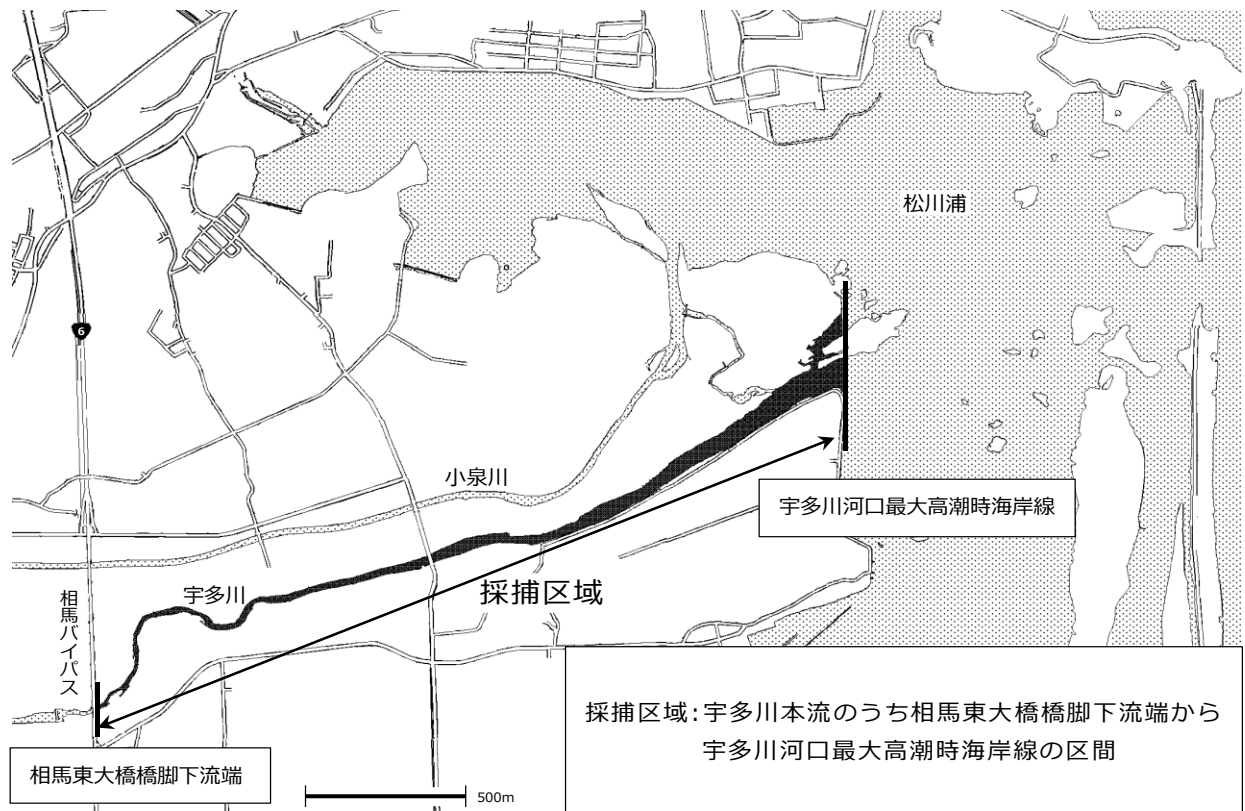 松川浦
6
小泉川
宇多川河口最大高潮時海岸線
宇多川
採捕区域
相馬バイパス
採捕区域:宇多川本流のうち相馬東大橋橋脚下流端から
宇多川河口最大高潮時海岸線の区間
相馬東大橋橋脚下流端
500m